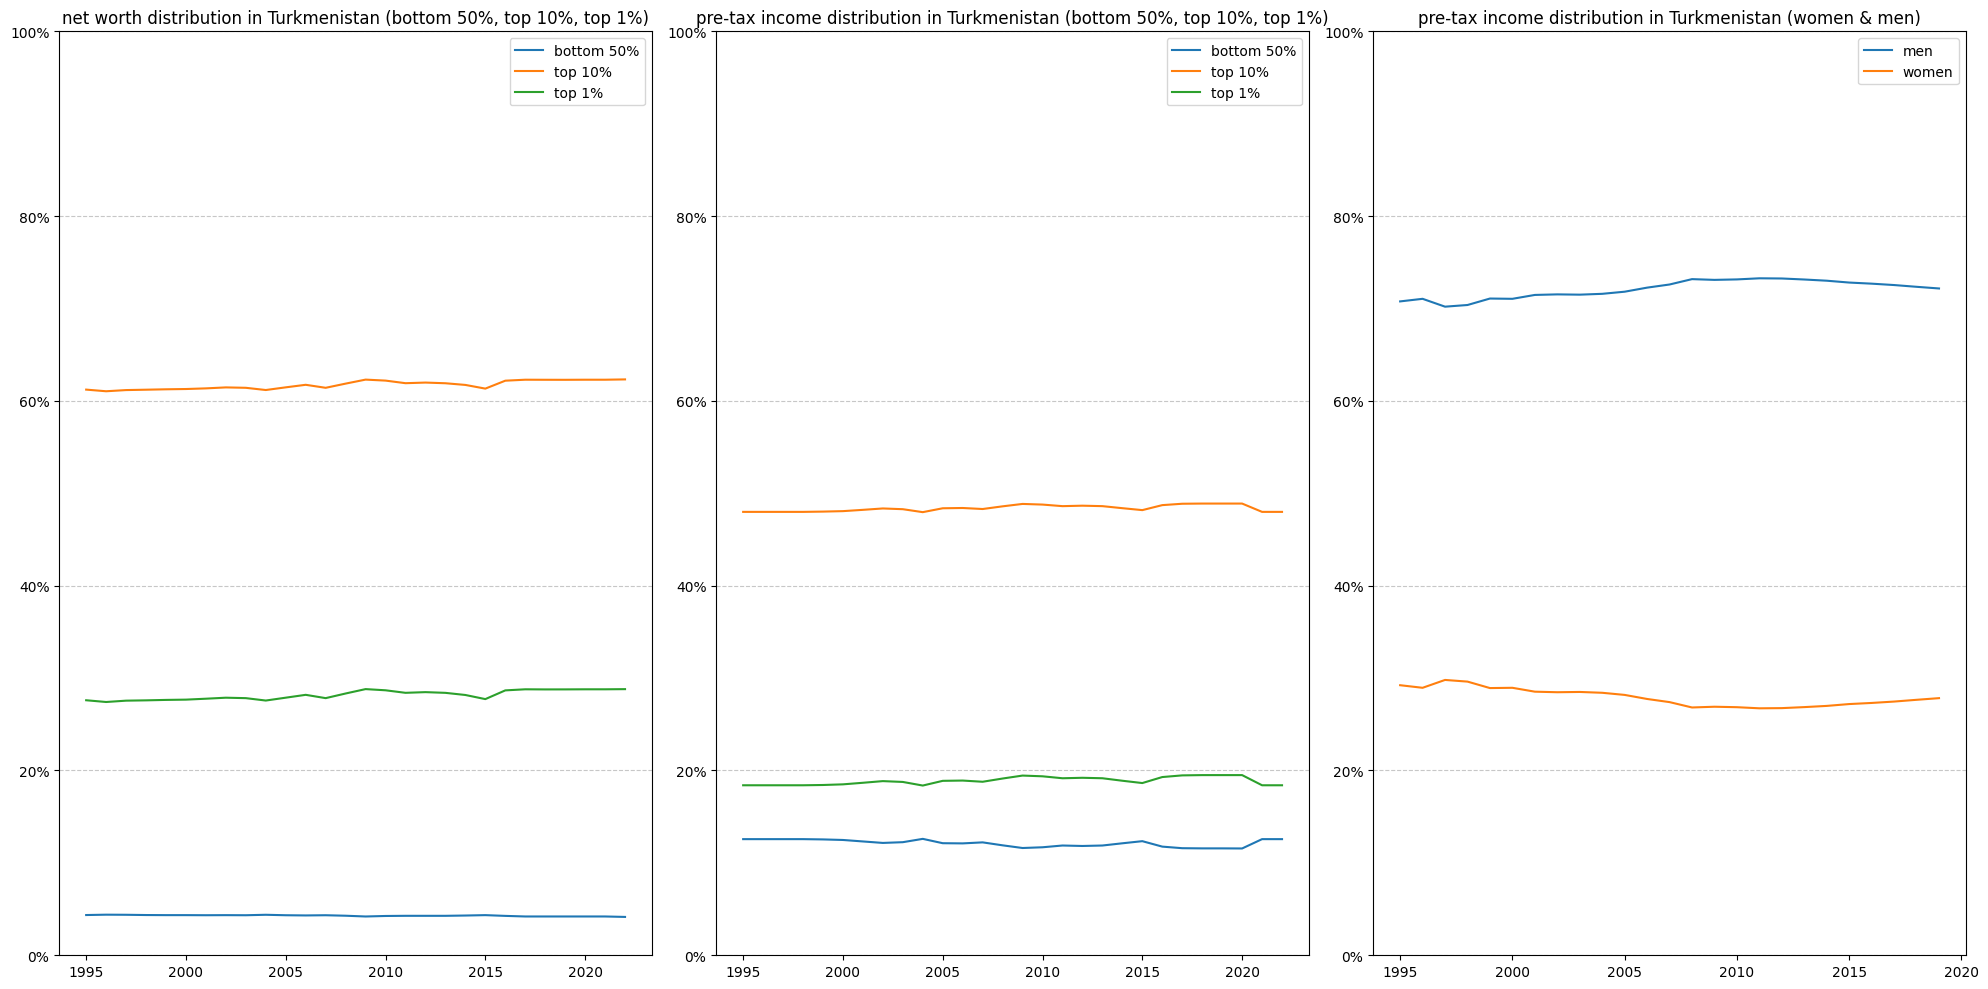 net worth distribution in Turkmenistan (bottom 50%, top 10%, top 1%)
100%
80%
60%
40%
20%
0%
1995 2000 2005 2010 2015 2020
bottom 50%
top 10%
top 1%
pre-tax income distribution in Turkmenistan (bottom 50%, top 10%, top 1%)
100%
80%
60%
40%
20%
0%
1995 2000 2005 2010 2015 2020
bottom 50%
top 10%
top 1%
pre-tax income distribution in Turkmenistan (women & men)
100%
80%
60%
40%
20%
0%
1995 2000 2005 2010 2015 2020
men
women